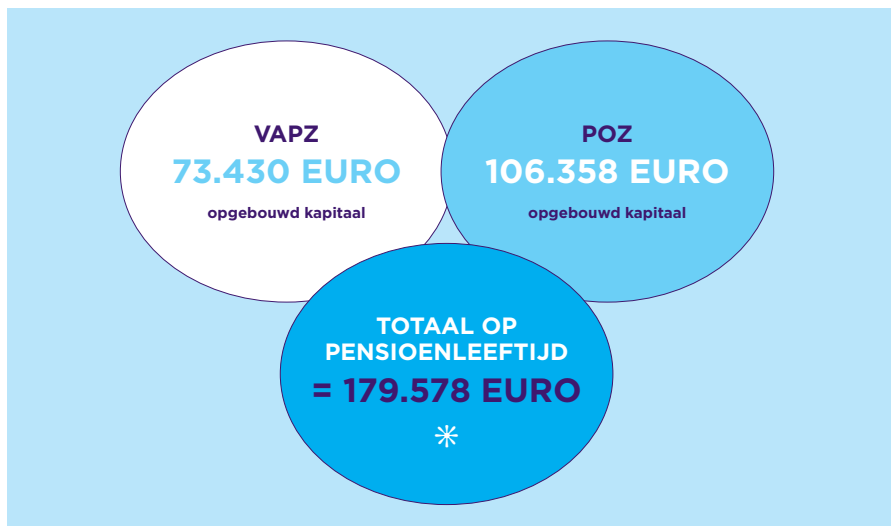 VAPZ
73.430 EURO
opgebouwd kapitaal
POZ
106.358 EURO
opgebouwd kapitaal
TOTAAL OP
PENSIOENLEEFTIJD
= 179.578 EURO